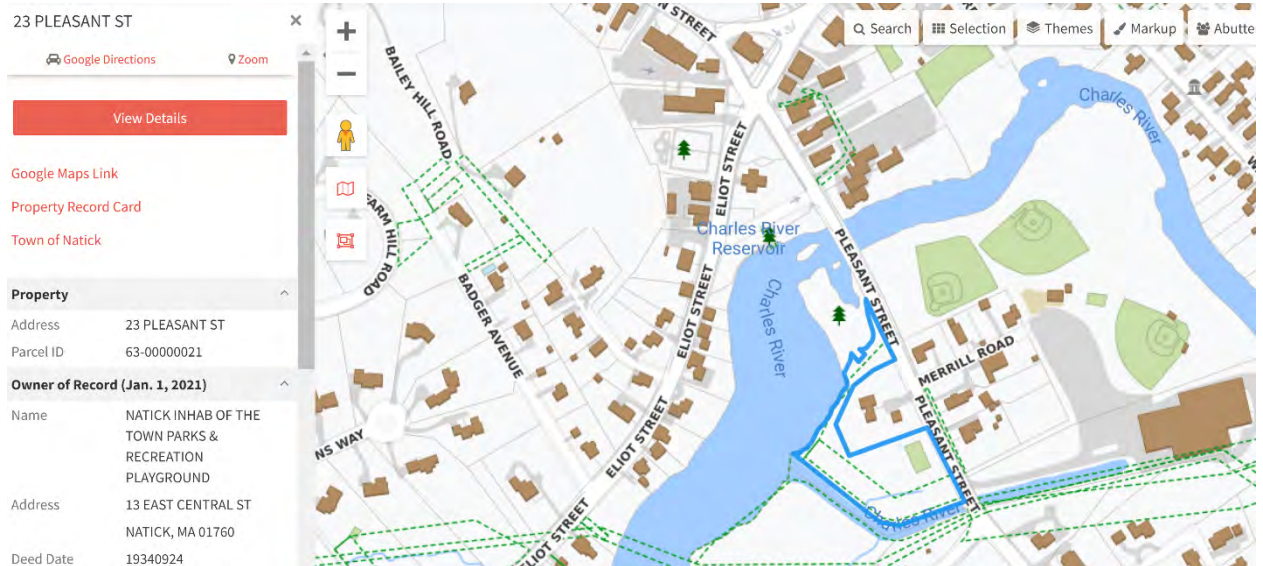 23 PLEASANT ST
×
Google Directions
Zoom
View Details
Google Maps Link
Property Record Card
Town of Natick
Property
Address 23 PLEASANT ST
Parcel ID 63-00000021
Owner of Record (Jan. 1, 2021)
Name NATICK INHAB OF THE
TOWN PARKS &
RECREATION
PLAYGROUND
Address 13 EAST CENTRAL ST
NATICK, MA 01760
Deed Date 19340924
+
−
Search
Selection
Themes
Markup
Abutte
STREET
BAILEY HILL ROAD
FARM HILL ROAD
BADGER AVENUE
NS WAY
ELIOT STREET
ELIOT STREET
ELIOT STREET
ELIOT STREET
Charles River
Reservoir
Charles River
Charles River
PLEASANT STREET
MERRILL ROAD
PLEASANT STREET
Charles River